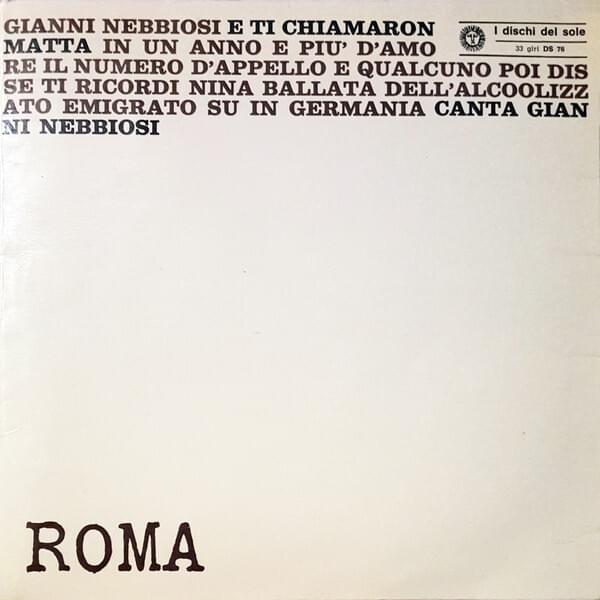 GIANNI NEBBIOSI E TI CHIAMARON
MATTA IN UN ANNO E PIU' D'AMO
RE IL NUMERO D'APPELLO E QUALCUNO POI DIS
SE TI RICORDI NINA BALLATA DELL'ALCOOLIZZ
ATO EMIGRATO SU IN GERMANIA CANTA GIAN
NI NEBBIOSI
I dischi del sole
33 giri DS 76
ROMA